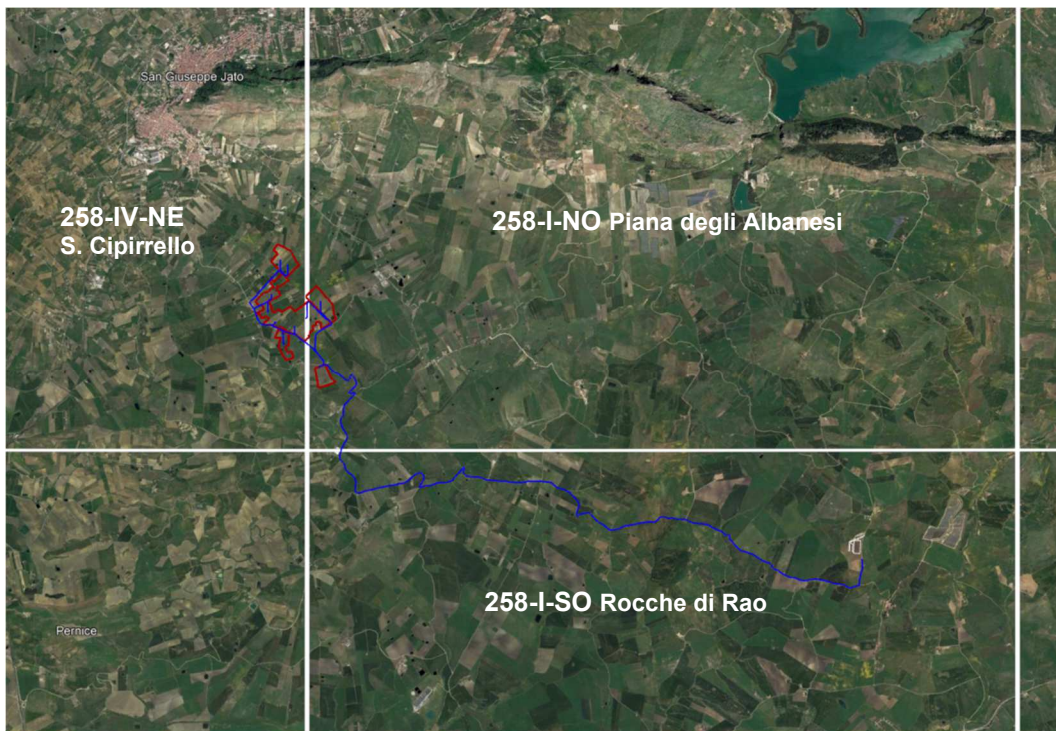 San Giuseppe Jato
258-IV-NE
S. Cipirrello
258-I-NO Piana degli Albanesi
258-I-SO Rocche di Rao
Pernice